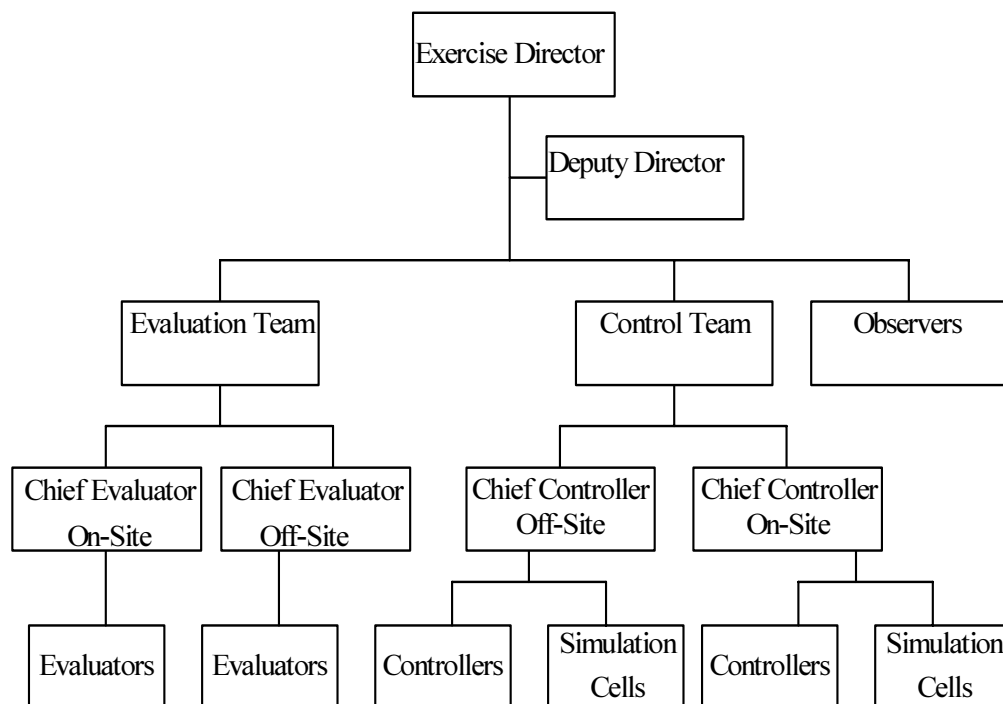 Exercise Director
Deputy Director
Evaluation Team
Control Team
Observers
Chief Evaluator
On-Site
Chief Evaluator
Off-Site
Chief Controller
Off-Site
Chief Controller
On-Site
Evaluators
Evaluators
Controllers
Simulation
Cells
Controllers
Simulation
Cells